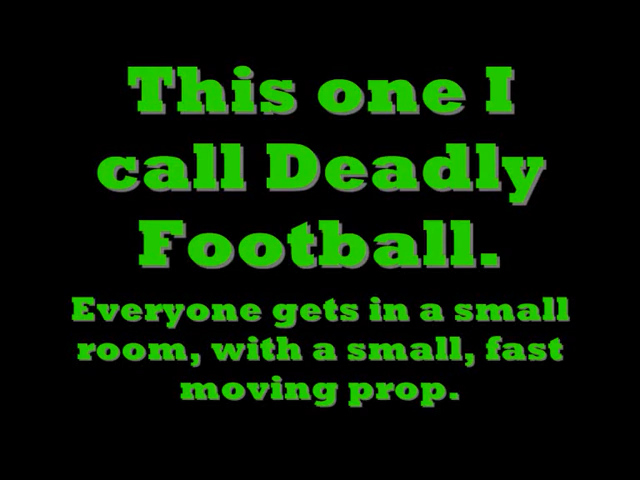 This one I
call Deadly
Football.
Everyone gets in a small
room, with a small, fast
moving prop.